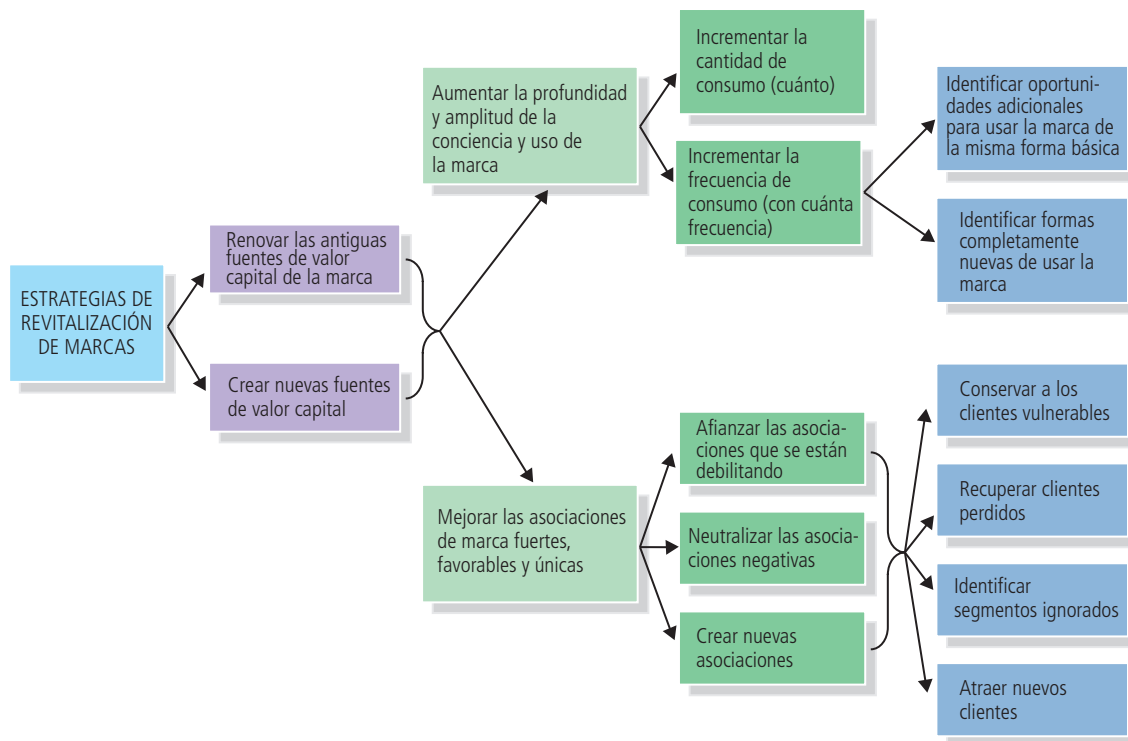 ESTRATEGIAS DE
REVITALIZACIÓN
DE MARCAS
Renovar las antiguas
fuentes de valor
capital de la marca
Crear nuevas fuentes
de valor capital
Aumentar la profundidad
y amplitud de la
conciencia y uso de
la marca
Mejorar las asociaciones
de marca fuertes,
favorables y únicas
Incrementar la
cantidad de
consumo (cuánto)
Incrementar la
frecuencia de
consumo (con cuánta
frecuencia)
Afianzar las asocia-
ciones que se están
debilitando
Neutralizar las asocia-
ciones negativas
Crear nuevas
asociaciones
Identificar oportuni-
dades adicionales
para usar la marca de
la misma forma básica
Identificar formas
completamente
nuevas de usar la
marca
Conservar a los
clientes vulnerables
Recuperar clientes
perdidos
Identificar
segmentos ignorados
Atraer nuevos
clientes